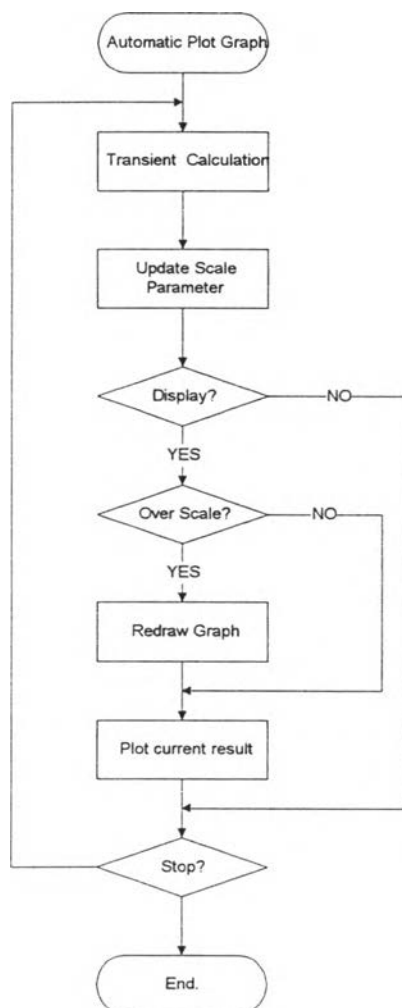 Automatic Plot Graph
Transient Calculation
Update Scale
Parameter
Display?
NO
YES
Over Scale?
NO
YES
Redraw Graph
Plot current result
Stop?
End.